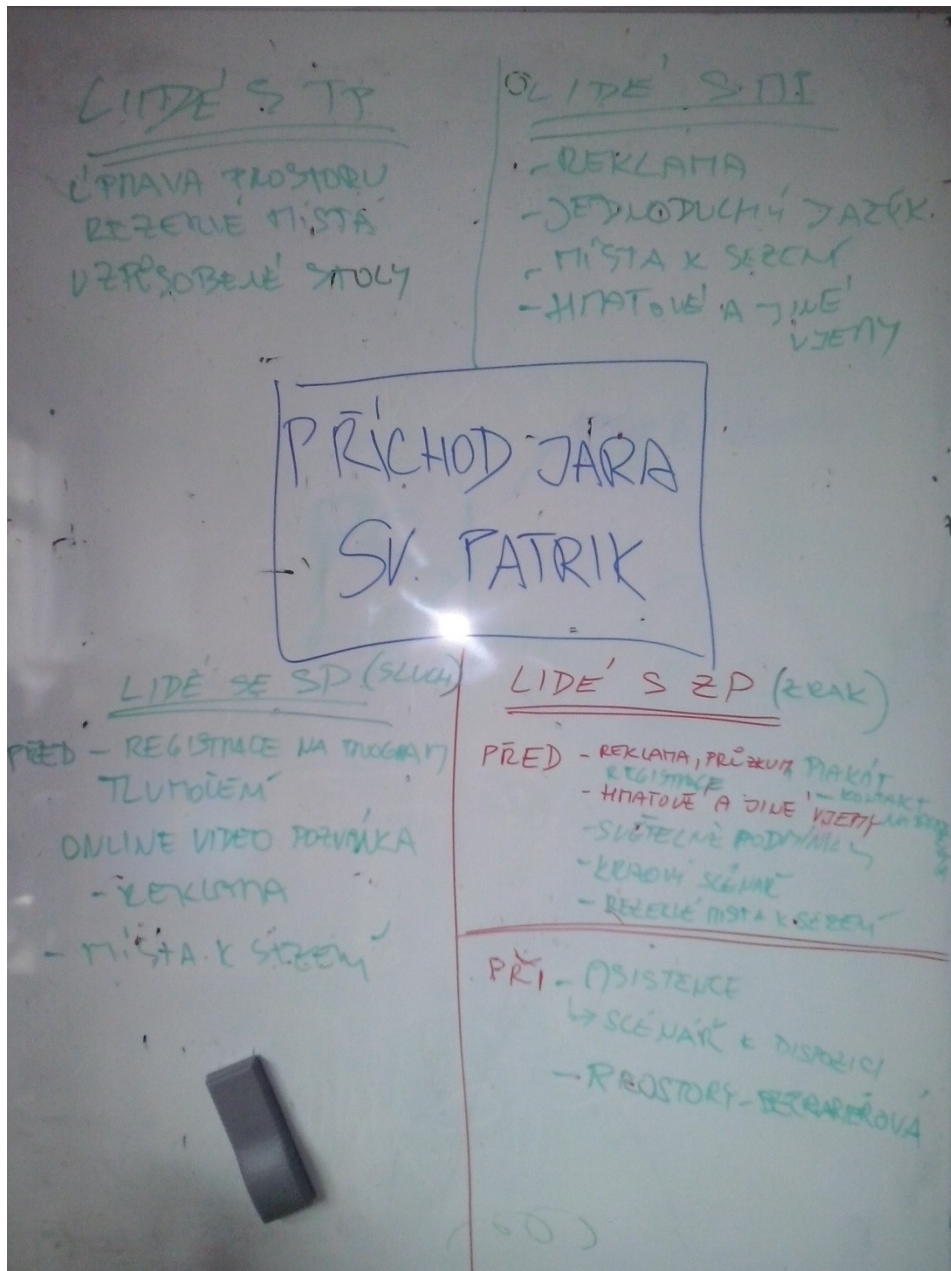 LIDÉ S TP
ÚPRAVA PROSTORU
REZERVÉ MÍSTA
UZPŮSOBENÉ STOLY
LIDÉ S MP
- REKLAMA
- JEDNODUCHÝ JAZYK
- MÍSTA K SEZENÍ
- HMATOVÉ A JINÉ
VJEMY
PŘÍCHOD JARA
SV. PATRIK
LIDÉ SE SP (SLUCH)
PŘED - REGISTRACE NA PROGRAM
TLUMOČENÍ
ONLINE VIDEO POZVÁNKA
- REKLAMA
- MÍSTA K SEZENÍ
LIDÉ S ZP (ZRAK)
PŘED - REKLAMA, PRŮZKUM, PLAKÁT
REGISTRACE - KONTAKT
- HMATOVÉ A JINÉ VJEMY
- SVĚTELNÉ PODMÍNKY
- SCÉNÁŘ
- REZERVÉ MÍSTA K SEZENÍ
PŘI - ASISTENCE
↳ SCÉNÁŘ K DISPOZICI
- PROSTORY - BEZBARIÉROVÁ